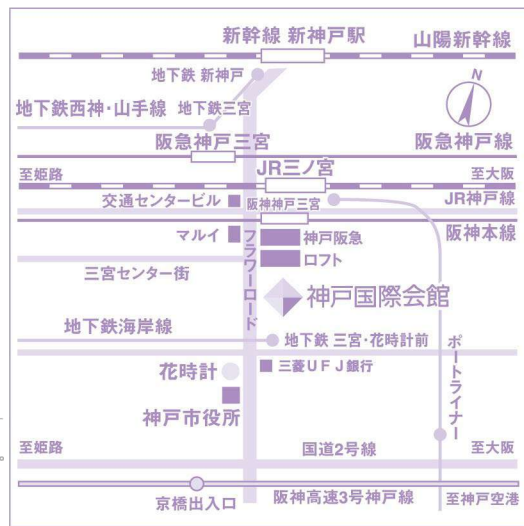 新幹線 新神戸駅
山陽新幹線
地下鉄 新神戸
N
地下鉄西神・山手線
地下鉄三宮
阪急神戸三宮
阪急神戸線
至姫路
JR三ノ宮
至大阪
交通センタービル
阪神神戸三宮
JR神戸線
マルイ
フラワーロード
神戸阪急
阪神本線
ロフト
三宮センター街
神戸国際会館
地下鉄海岸線
地下鉄 三宮・花時計前
ポートライナー
花時計
三菱UFJ銀行
神戸市役所
至姫路
国道2号線
至大阪
京橋出入口
阪神高速3号神戸線
至神戸空港